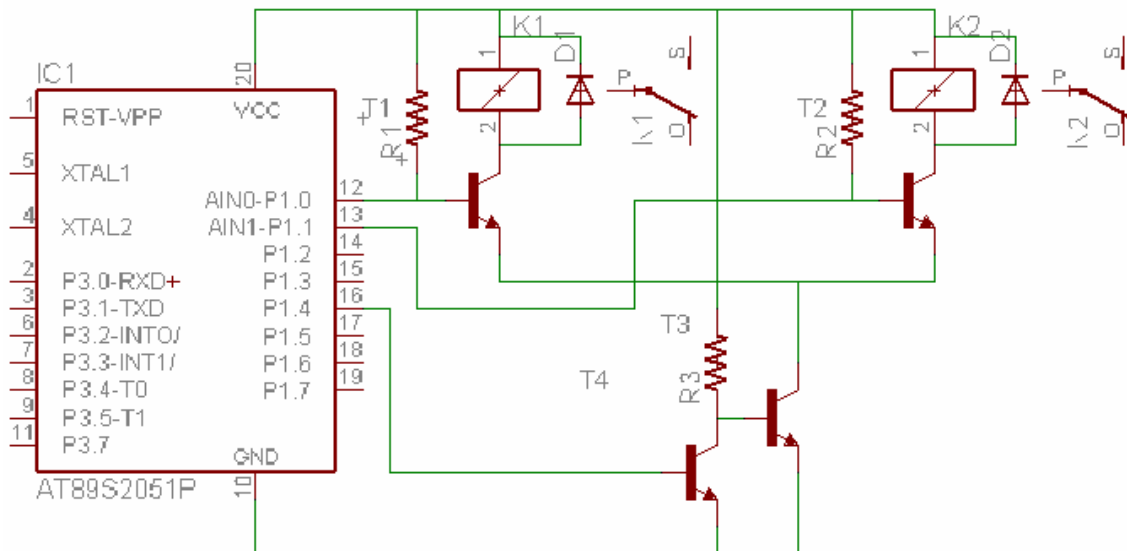 IC1
1
RST-VPP
5
XTAL1
4
XTAL2
2
P3.0-RXD
3
P3.1-TXD
6
P3.2-INT0/
7
P3.3-INT1/
8
P3.4-T0
9
P3.5-T1
11
P3.7
20
VCC
AIN0-P1.0
12
AIN1-P1.1
13
P1.2
14
P1.3
15
P1.4
16
P1.5
17
P1.6
18
P1.7
19
GND
10
AT89S2051P
T1
R1
K1
1
2
D1
P
S
O
T2
R2
K2
1
2
D2
P
S
O
T3
R3
T4